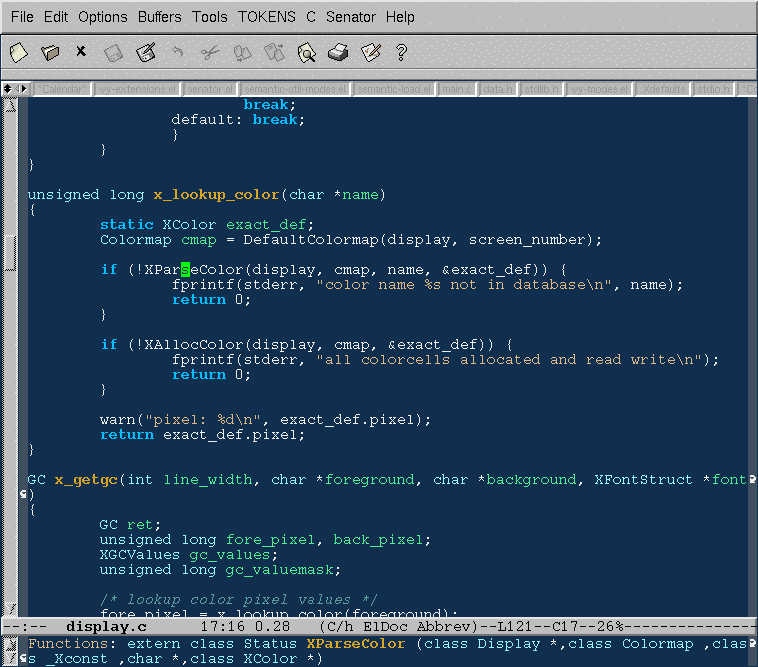 File Edit Options Buffers Tools TOKENS C Senator Help
"Calendar" wy-extensions.el senator.el semantic-util-modes.el semantic-load.el main.c data.h stdlib.h wy-modes.el .Xdefaults stdio.h
break;
default: break;
}
}
}
unsigned long x_lookup_color(char *name)
{
static XColor exact_def;
Colormap cmap = DefaultColormap(display, screen_number);
if (!XParseColor(display, cmap, name, &exact_def)) {
fprintf(stderr, "color name %s not in database\n", name);
return 0;
}
if (!XAllocColor(display, cmap, &exact_def)) {
fprintf(stderr, "all colorcells allocated and read write\n");
return 0;
}
warn("pixel: %d\n", exact_def.pixel);
return exact_def.pixel;
}
GC x_getgc(int line_width, char *foreground, char *background, XFontStruct *font
)
{
GC ret;
unsigned long fore_pixel, back_pixel;
XGCValues gc_values;
unsigned long gc_valuemask;
/* lookup color pixel values */
fore_pixel = x_lookup_color(foreground);
--:-- display.c 17:16 0.28 (C/h ElDoc Abbrev)--L121--C17--26%---------------
Functions: extern class Status XParseColor (class Display *,class Colormap ,clas
s _Xconst ,char *,class XColor *)